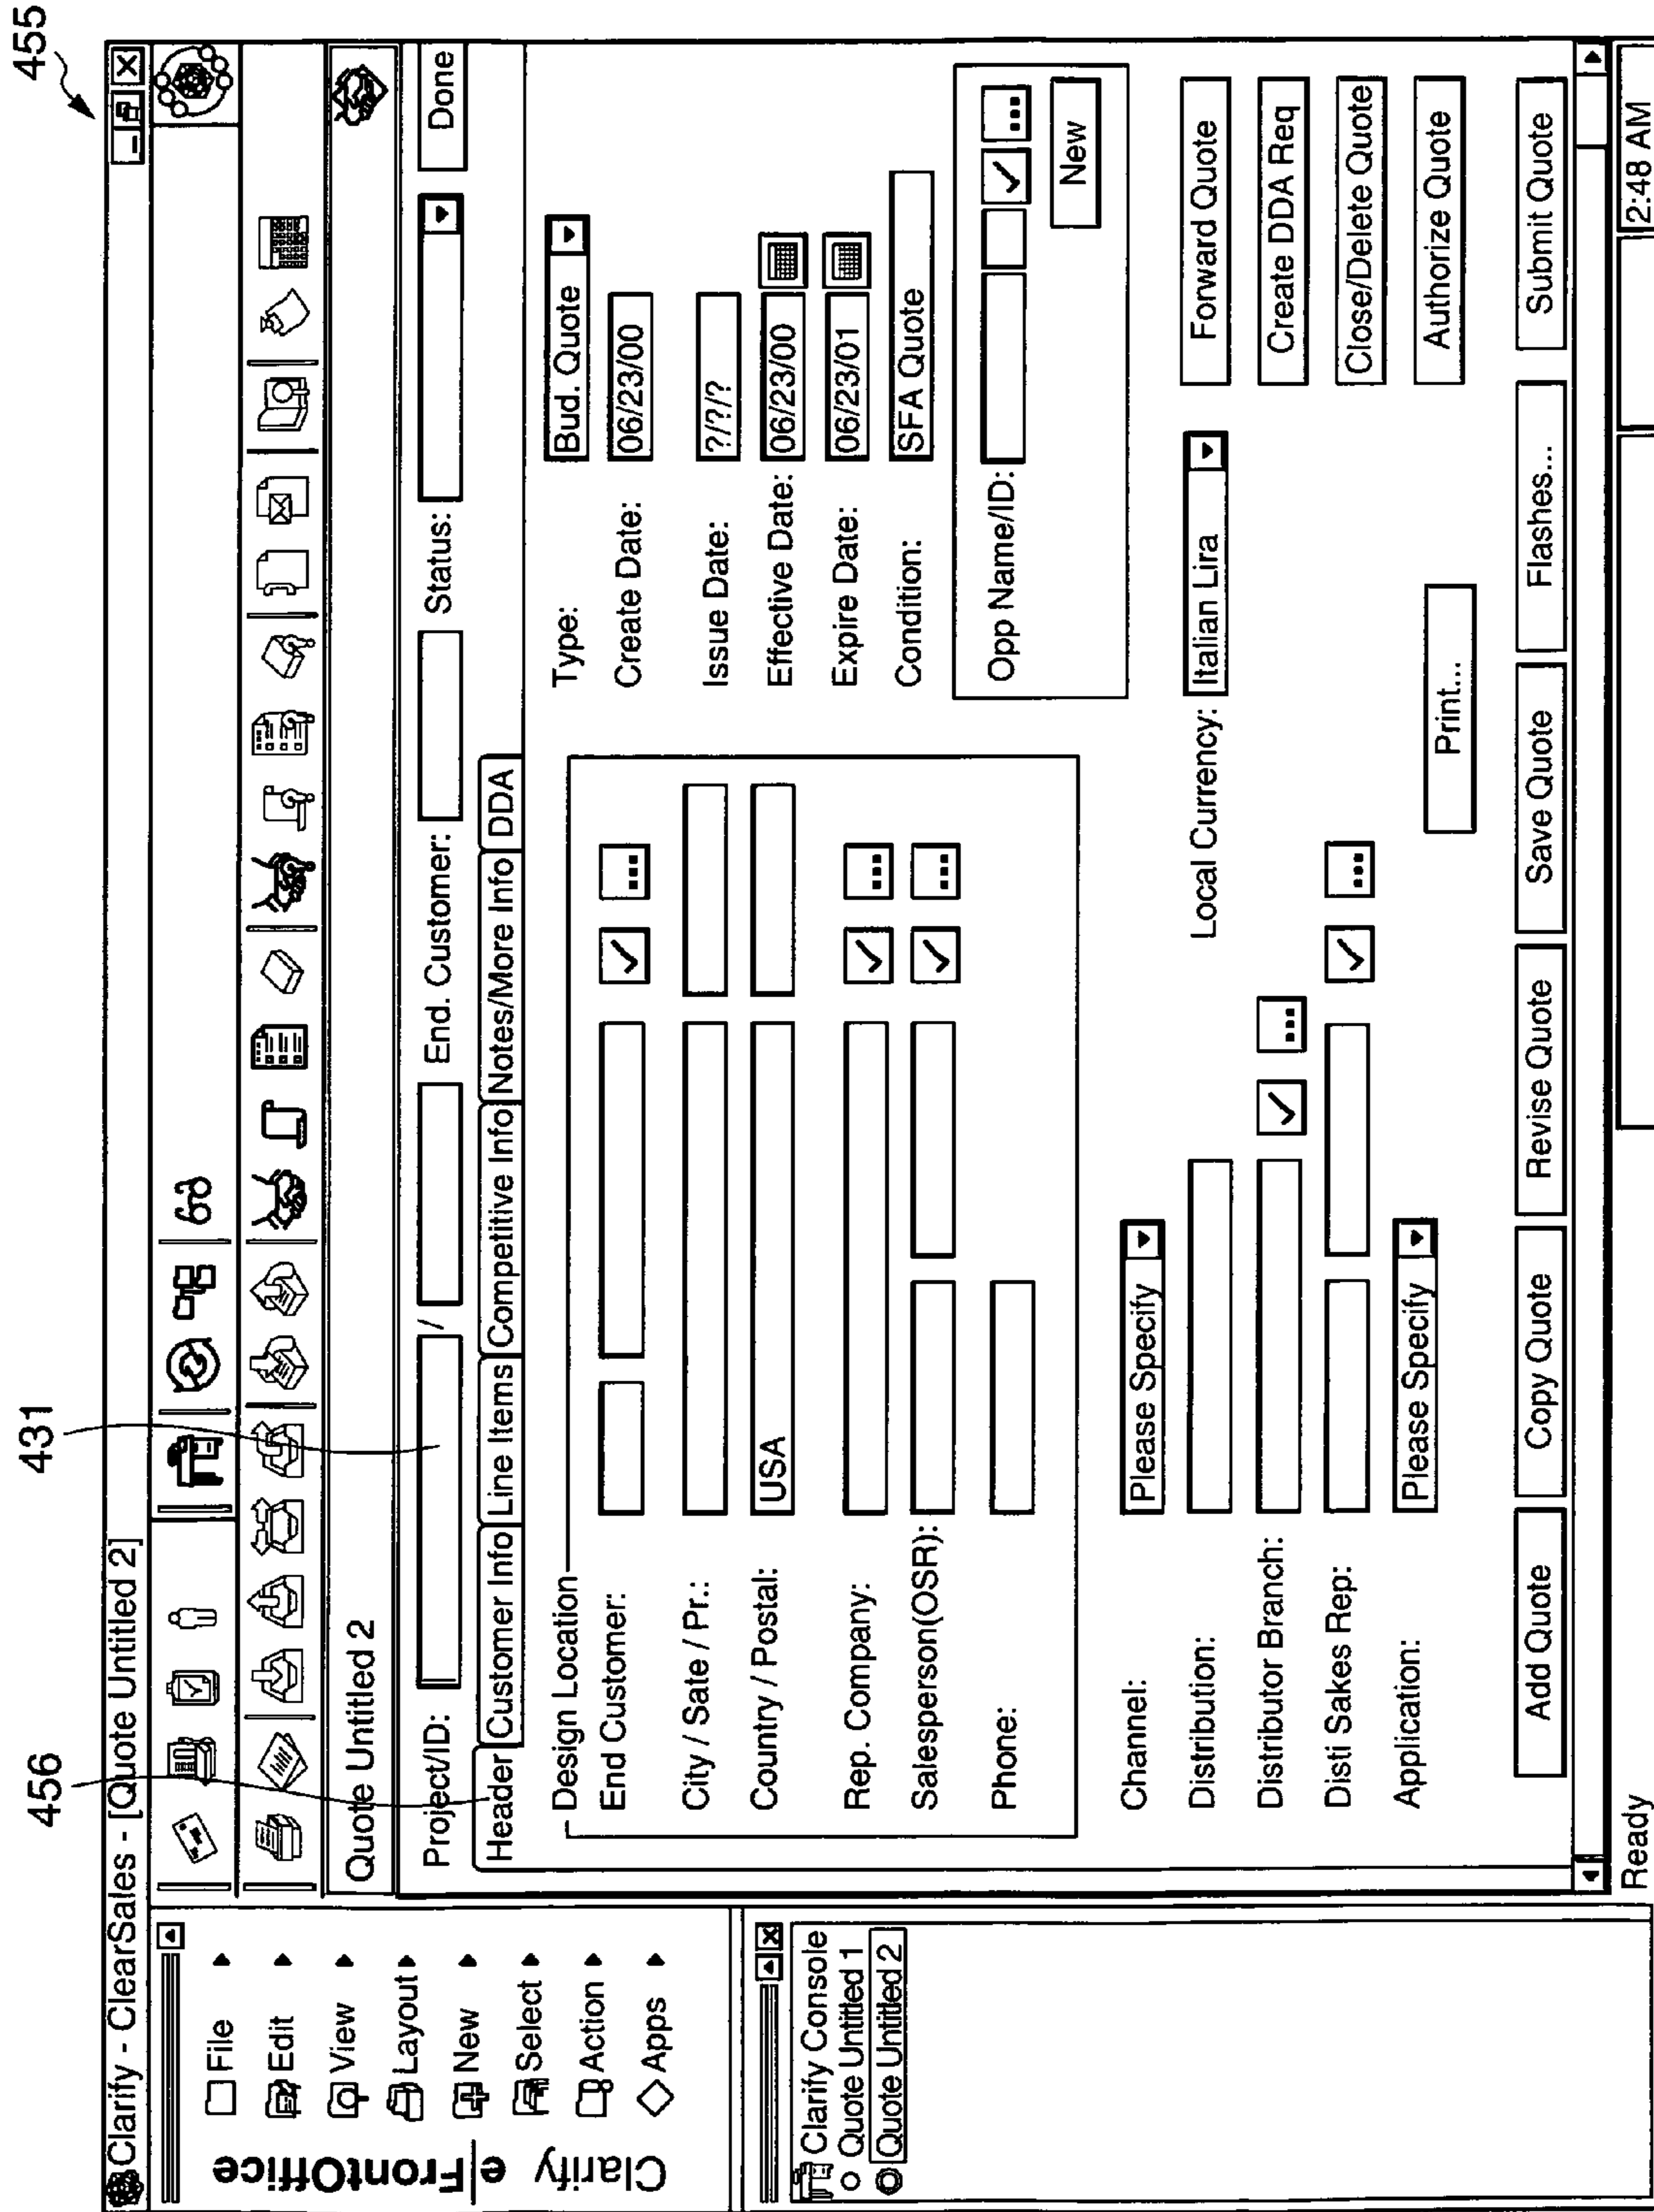 455
431
456
Clarify - ClearSales - [Quote Untitled 2]
File
Edit
View
Layout
New
Select
Action
Apps
Clarify
eFrontOffice
Clarify Console
Quote Untitled 1
Quote Untitled 2
Quote Untitled 2
Project/ID: / End. Customer: Status: Done
Header Customer Info Line Items Competitive Info Notes/More Info DDA
Design Location
End Customer:
City / Sate / Pr.:
Country / Postal: USA
Rep. Company:
Salesperson(OSR):
Phone:
Type: Bud. Quote
Create Date: 06/23/00
Issue Date: ?/?/?
Effective Date: 06/23/00
Expire Date: 06/23/01
Condition: SFA Quote
Opp Name/ID: ...
New
Channel: Please Specify
Distribution:
Distributor Branch: ...
Disti Sakes Rep: ...
Application: Please Specify
Local Currency: Italian Lira
Print...
Forward Quote
Create DDA Req
Close/Delete Quote
Authorize Quote
Add Quote Copy Quote Revise Quote Save Quote Flashes... Submit Quote
Ready 2:48 AM